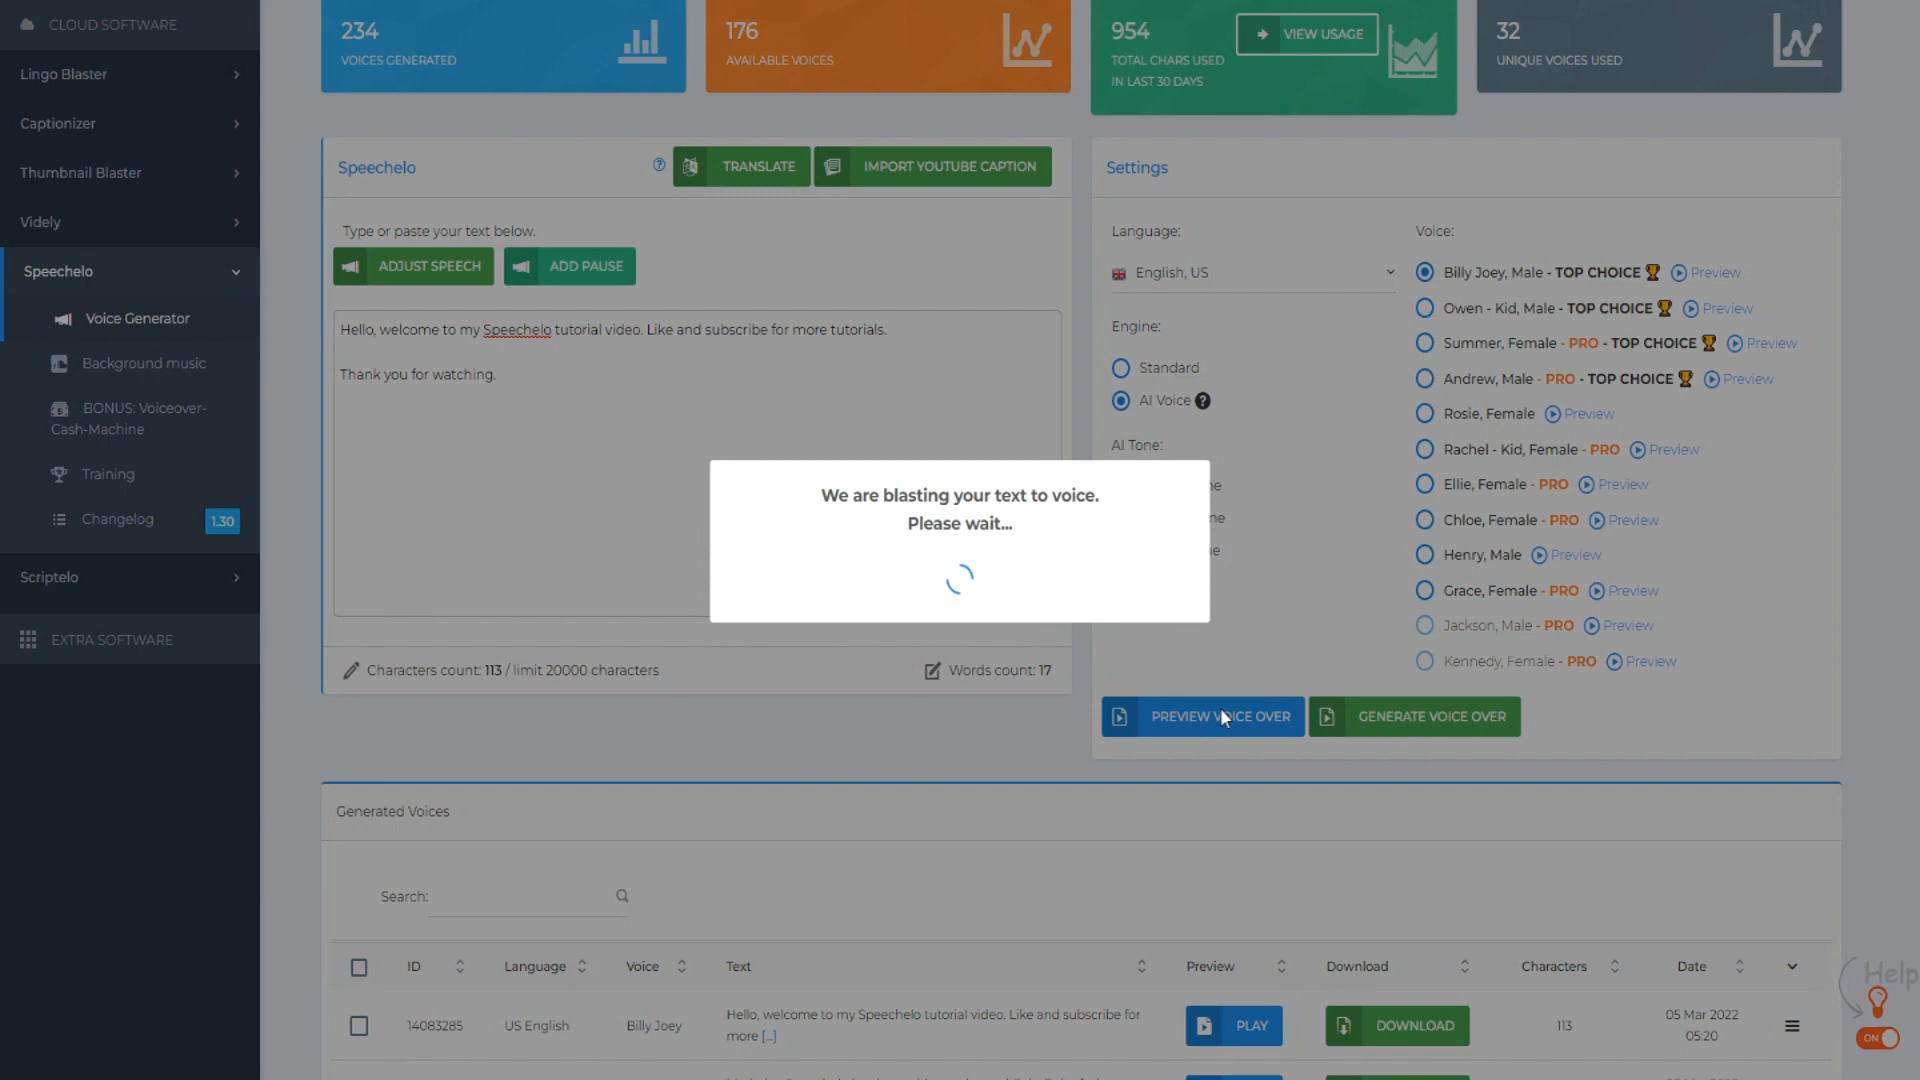 CLOUD SOFTWARE
Lingo Blaster
Captionizer
Thumbnail Blaster
Videly
Speechelo
Voice Generator
Background music
BONUS: Voiceover-
Cash-Machine
Training
Changelog 1.30
Scriptelo
EXTRA SOFTWARE
234
VOICES GENERATED
176
AVAILABLE VOICES
954
TOTAL CHARS USED
IN LAST 30 DAYS
VIEW USAGE
32
UNIQUE VOICES USED
Speechelo
TRANSLATE
IMPORT YOUTUBE CAPTION
Type or paste your text below.
ADJUST SPEECH
ADD PAUSE
Hello, welcome to my Speechelo tutorial video. Like and subscribe for more tutorials.
Thank you for watching.
Characters count: 113 / limit 20000 characters
Words count: 17
We are blasting your text to voice.
Please wait...
Settings
Language:
English, US
Engine:
Standard
AI Voice
AI Tone:
Voice:
Billy Joey, Male - TOP CHOICE Preview
Owen - Kid, Male - TOP CHOICE Preview
Summer, Female - PRO - TOP CHOICE Preview
Andrew, Male - PRO - TOP CHOICE Preview
Rosie, Female Preview
Rachel - Kid, Female - PRO Preview
Ellie, Female - PRO Preview
Chloe, Female - PRO Preview
Henry, Male Preview
Grace, Female - PRO Preview
Jackson, Male - PRO Preview
Kennedy, Female - PRO Preview
PREVIEW VOICE OVER
GENERATE VOICE OVER
Generated Voices
Search:
ID Language Voice Text Preview Download Characters Date
14083285 US English Billy Joey Hello, welcome to my Speechelo tutorial video. Like and subscribe for
more [...]
PLAY DOWNLOAD 113 05 Mar 2022
05:20
Help
ON